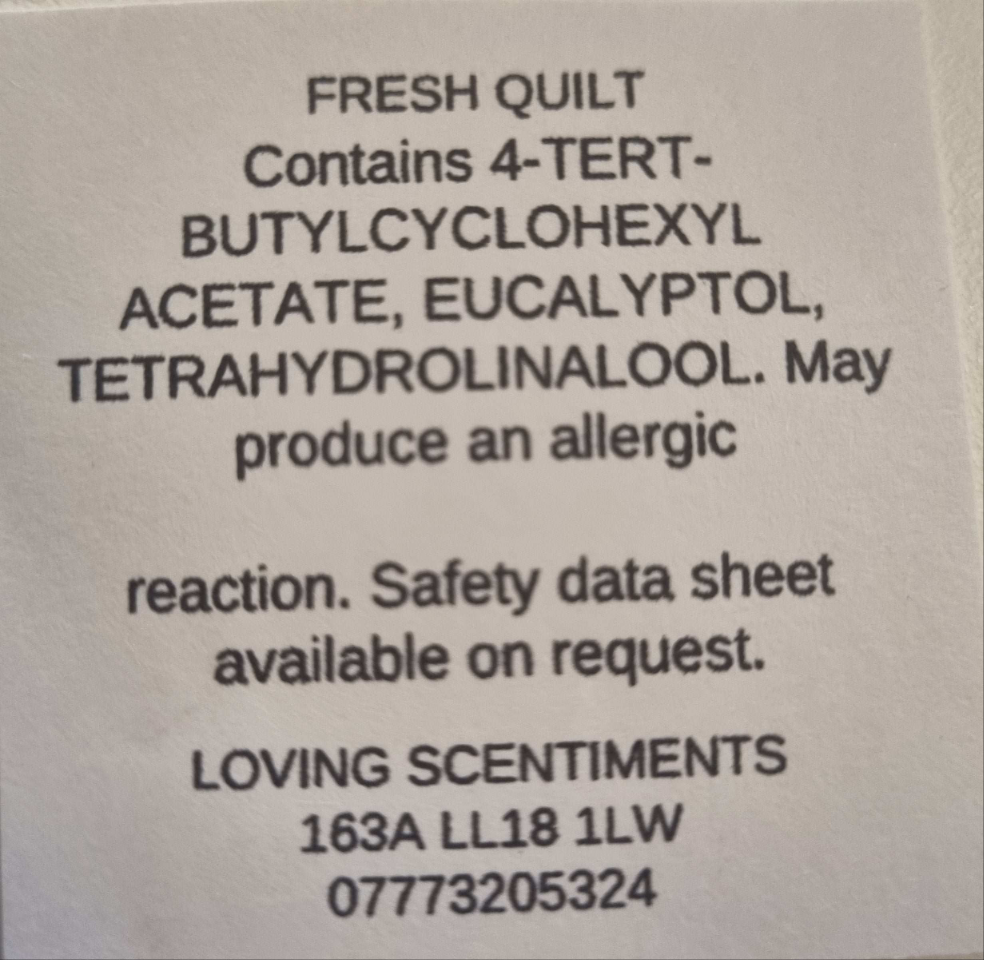 FRESH QUILT
Contains 4-TERT-
BUTYLCYCLOHEXYL
ACETATE, EUCALYPTOL,
TETRAHYDROLINALOOL. May
produce an allergic
reaction. Safety data sheet
available on request.
LOVING SCENTIMENTS
163A LL18 1LW
07773205324